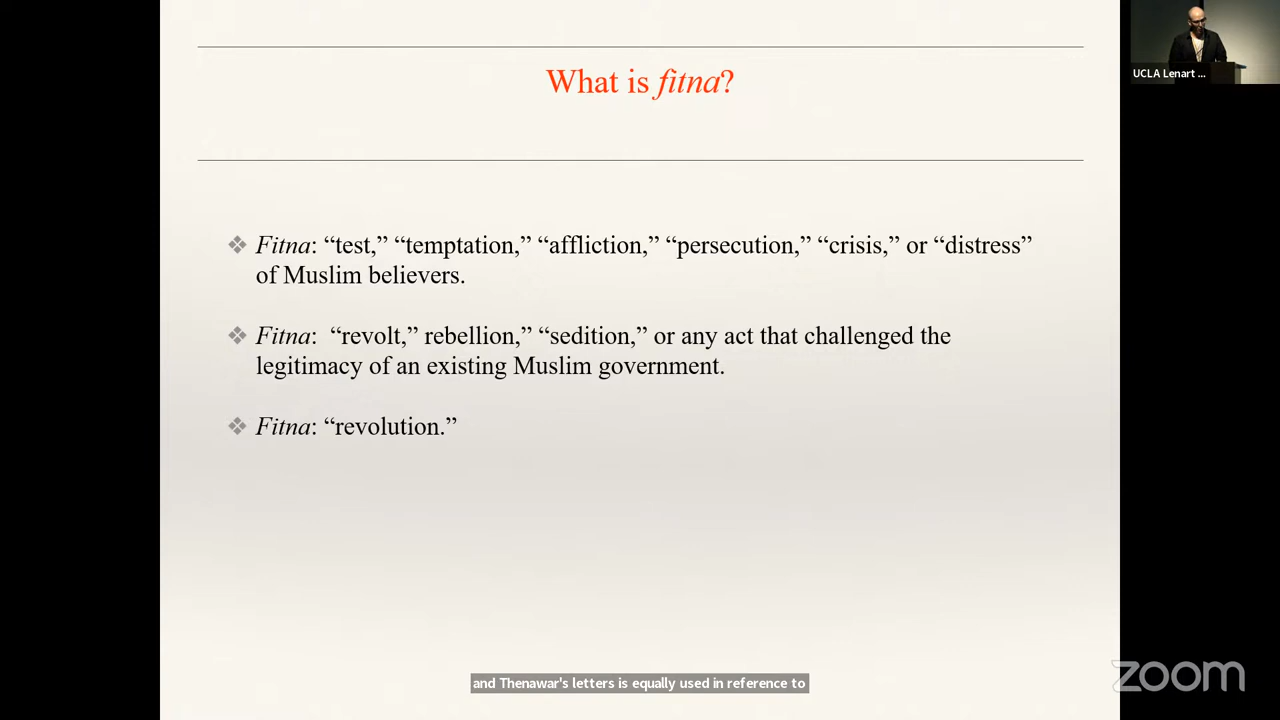 What is fitna?
UCLA Lenart ...
❖ Fitna: “test,” “temptation,” “affliction,” “persecution,” “crisis,” or “distress”
of Muslim believers.
❖ Fitna:  “revolt,” rebellion,” “sedition,” or any act that challenged the
legitimacy of an existing Muslim government.
❖ Fitna: “revolution.”
and Thenawar's letters is equally used in reference to
zoom